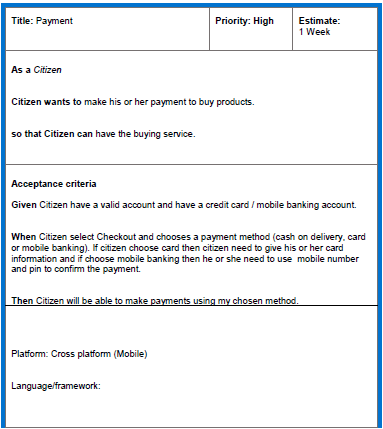 Title: Payment
Priority: High
Estimate:
1 Week
As a Citizen
Citizen wants to make his or her payment to buy products.
so that Citizen can have the buying service.
Acceptance criteria
Given Citizen have a valid account and have a credit card / mobile banking account.
When Citizen select Checkout and chooses a payment method (cash on delivery, card
or mobile banking). If citizen choose card then citizen need to give his or her card
information and if choose mobile banking then he or she need to use mobile number
and pin to confirm the payment.
Then Citizen will be able to make payments using my chosen method.
Platform: Cross platform (Mobile)
Language/framework: